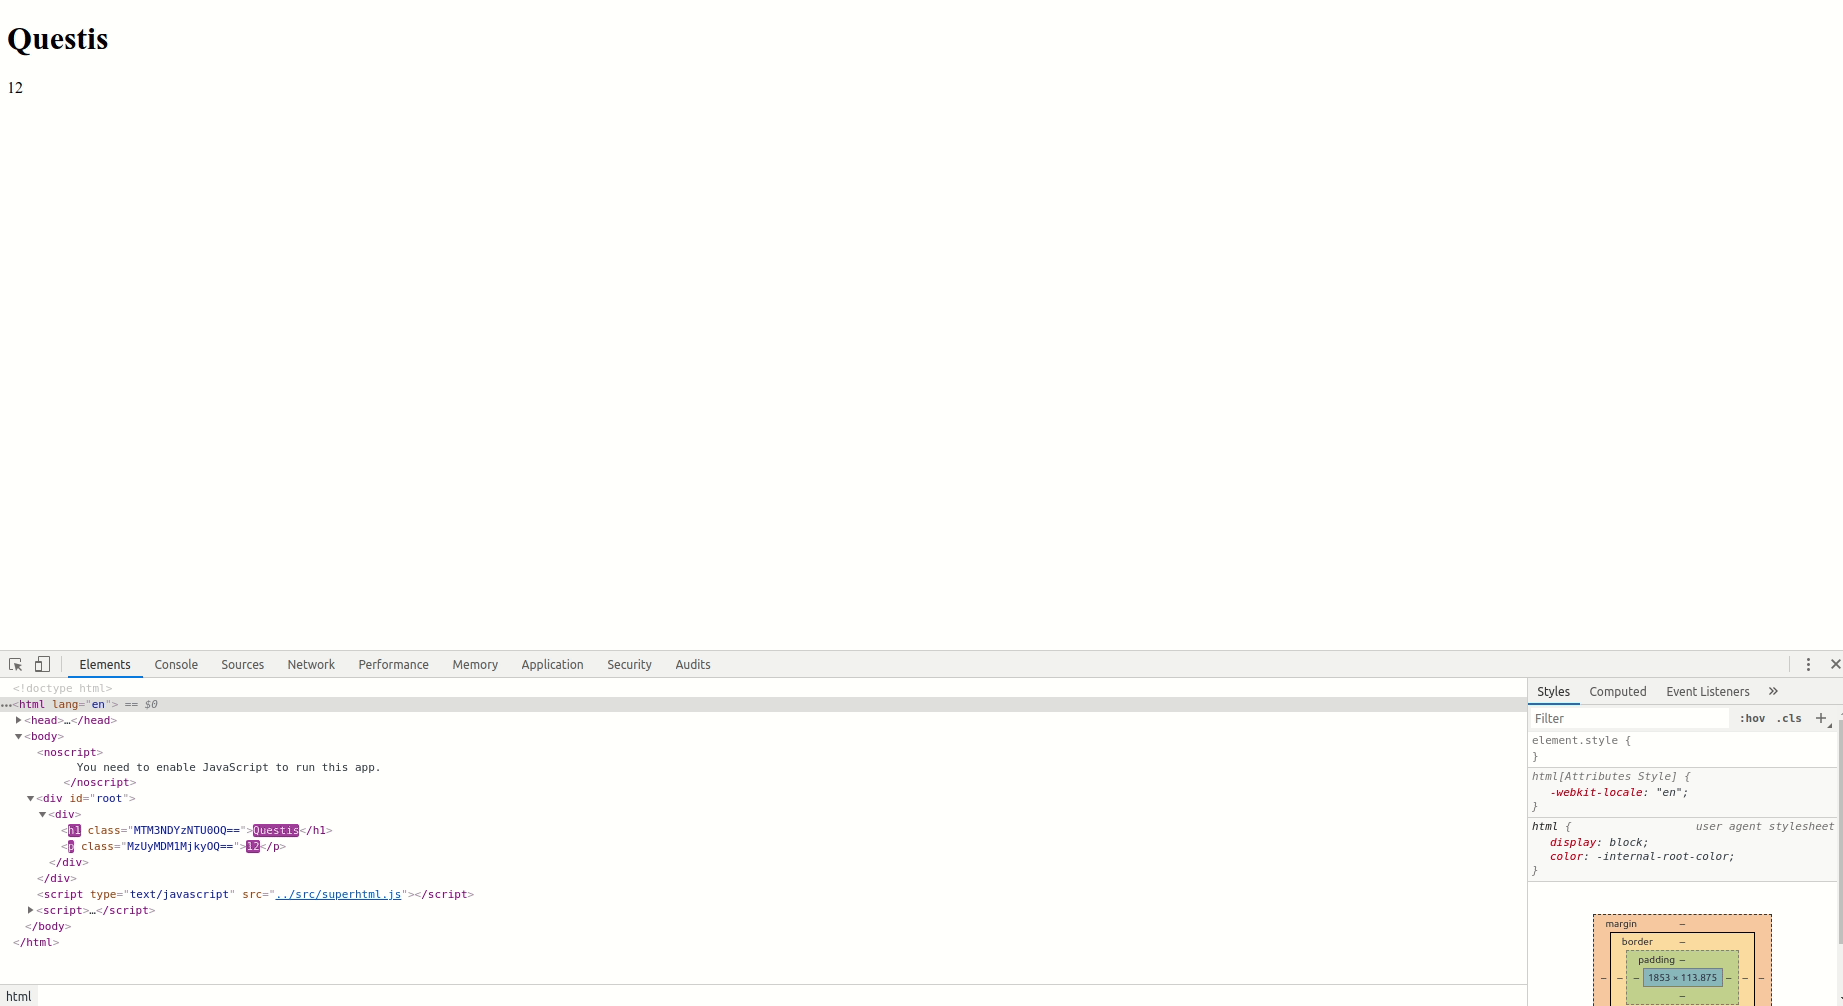 Questis
12
Elements Console Sources Network Performance Memory Application Security Audits
<!doctype html>
…<html lang="en"> == $0
<head>…</head>
<body>
<noscript>
You need to enable JavaScript to run this app.
</noscript>
<div id="root">
<div>
<h1 class="MTM3NDYzNTU0OQ==">Questis</h1>
<p class="MzUyMDM1MjkyOQ==">12</p>
</div>
</div>
<script type="text/javascript" src="../src/superhtml.js"></script>
<script>…</script>
</body>
</html>
html
Styles Computed Event Listeners »
Filter :hov .cls +
element.style {
}
html[Attributes Style] {
-webkit-locale: "en";
}
html { user agent stylesheet
display: block;
color: -internal-root-color;
}
margin –
border –
padding –
– – – 1853 × 113.875 – – –
–